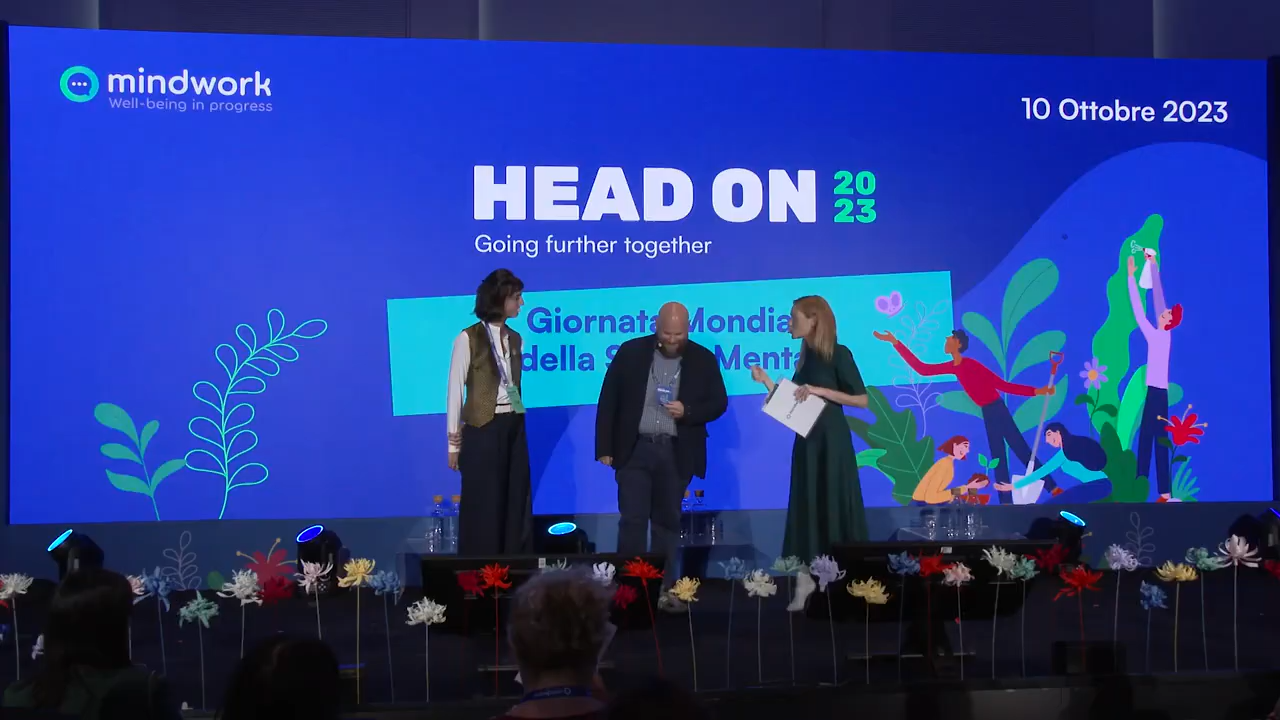 mindwork
Well-being in progress
10 Ottobre 2023
HEAD ON 20 23
Going further together
Giornata Mondia
della S Menta